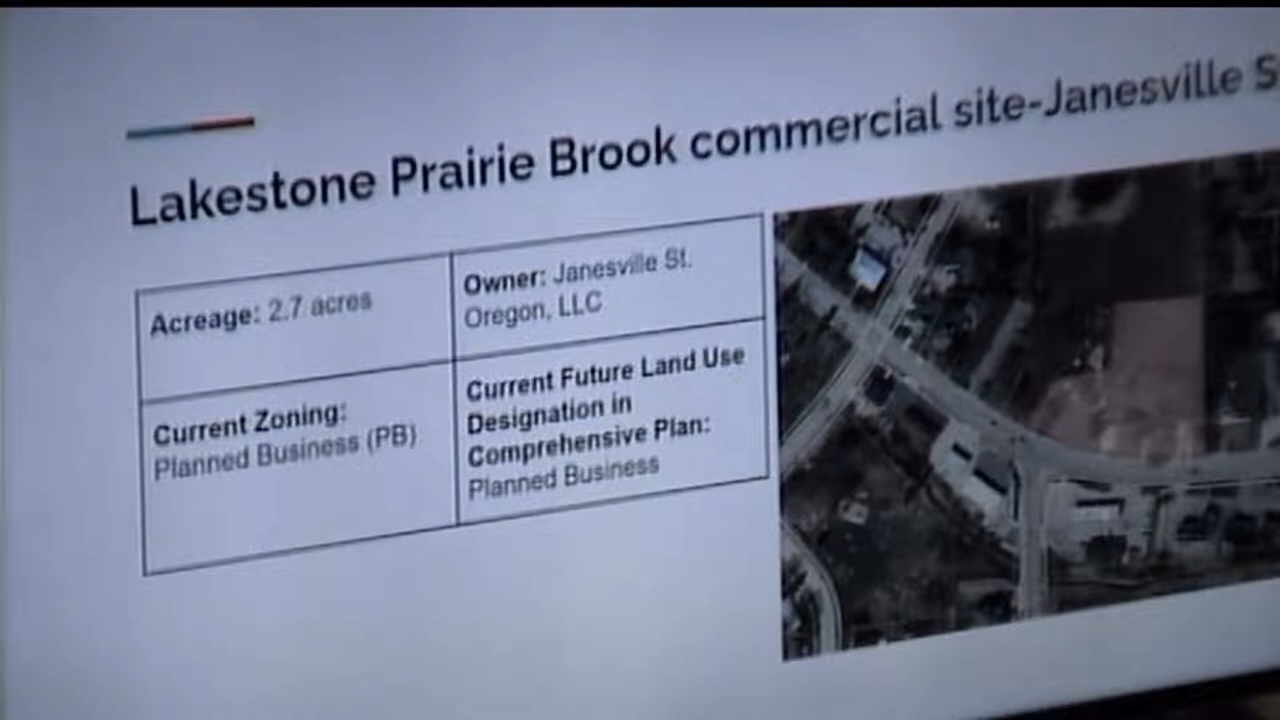 Lakestone Prairie Brook commercial site-Janesville
Acreage: 2.7 acres
Owner: Janesville St.
Oregon, LLC
Current Zoning:
Planned Business (PB)
Current Future Land Use
Designation in
Comprehensive Plan:
Planned Business